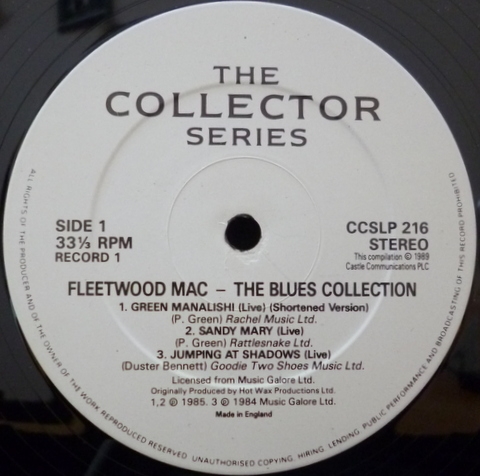 THE
COLLECTOR
SERIES
SIDE 1
33⅓ RPM
RECORD 1
CCSLP 216
STEREO
This compilation ℗ 1989
Castle Communications PLC
FLEETWOOD MAC – THE BLUES COLLECTION
1. GREEN MANALISHI (Live) (Shortened Version)
(P. Green) Rachel Music Ltd.
2. SANDY MARY (Live)
(P. Green) Rattlesnake Ltd.
3. JUMPING AT SHADOWS (Live)
(Duster Bennett) Goodie Two Shoes Music Ltd.
Licensed from Music Galore Ltd.
Originally Produced by Hot Wax Productions Ltd.
1,2 ℗ 1985. 3 ℗ 1984 Music Galore Ltd.
Made in England
ALL RIGHTS OF THE PRODUCER AND OF THE OWNER OF THE WORK REPRODUCED RESERVED UNAUTHORISED COPYING, HIRING, LENDING, PUBLIC PERFORMANCE AND BROADCASTING OF THIS RECORD PROHIBITED